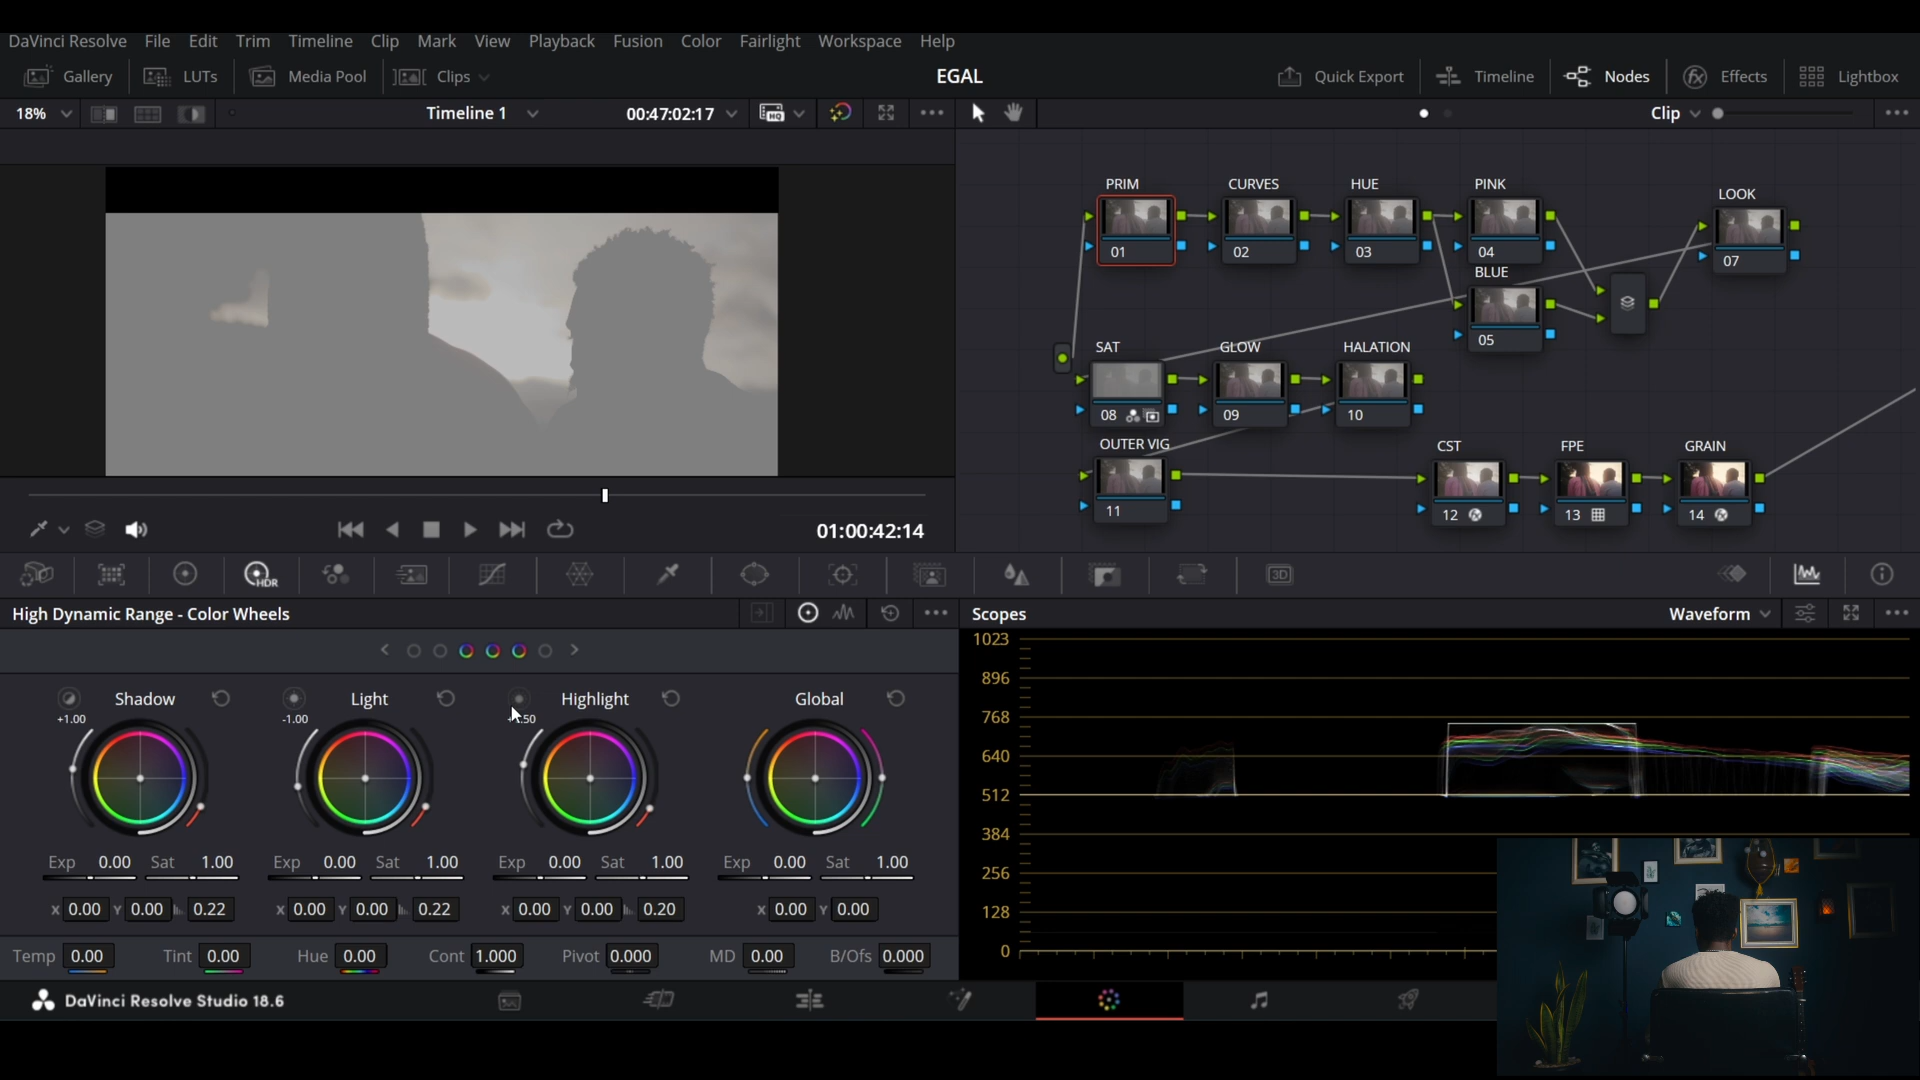 DaVinci Resolve File Edit Trim Timeline Clip Mark View Playback Fusion Color Fairlight Workspace Help
Gallery LUTs Media Pool Clips EGAL Quick Export Timeline Nodes Effects Lightbox
18% Timeline 1 00:47:02:17 HQ Clip
PRIM CURVES HUE PINK LOOK
01 02 03 04 07
BLUE
05
SAT GLOW HALATION
08 09 10
OUTER VIG CST FPE GRAIN
11 12 13 14
01:00:42:14
HDR 3D
High Dynamic Range - Color Wheels
Scopes Waveform
Shadow Light Highlight Global
+1.00 -1.00
Exp 0.00 Sat 1.00 Exp 0.00 Sat 1.00 Exp 0.00 Sat 1.00 Exp 0.00 Sat 1.00
X 0.00 Y 0.00 0.22 X 0.00 Y 0.00 0.22 X 0.00 Y 0.00 0.20 X 0.00 Y 0.00
Temp 0.00 Tint 0.00 Hue 0.00 Cont 1.000 Pivot 0.000 MD 0.00 B/Ofs 0.000
1023
896
768
640
512
384
256
128
0
DaVinci Resolve Studio 18.6